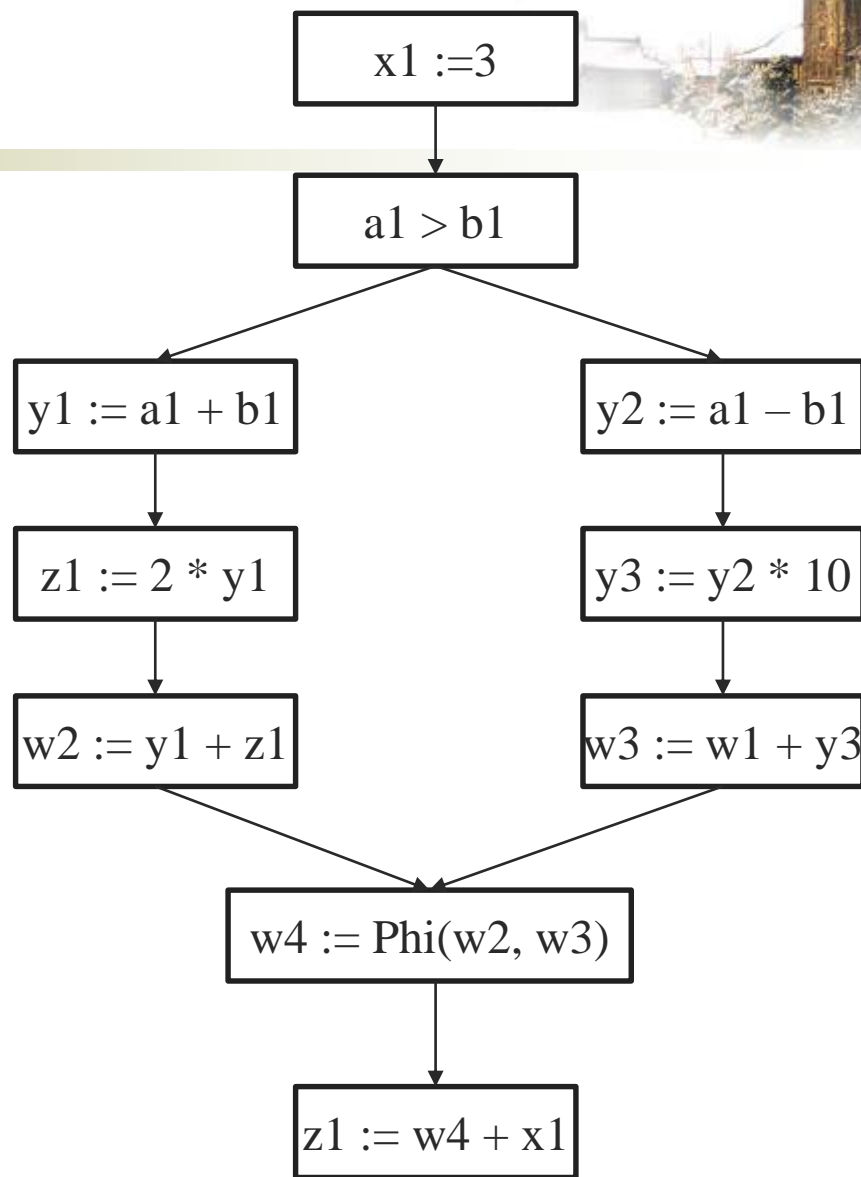 x1 :=3
a1 > b1
y1 := a1 + b1
y2 := a1 – b1
z1 := 2 * y1
y3 := y2 * 10
w2 := y1 + z1
w3 := w1 + y3
w4 := Phi(w2, w3)
z1 := w4 + x1